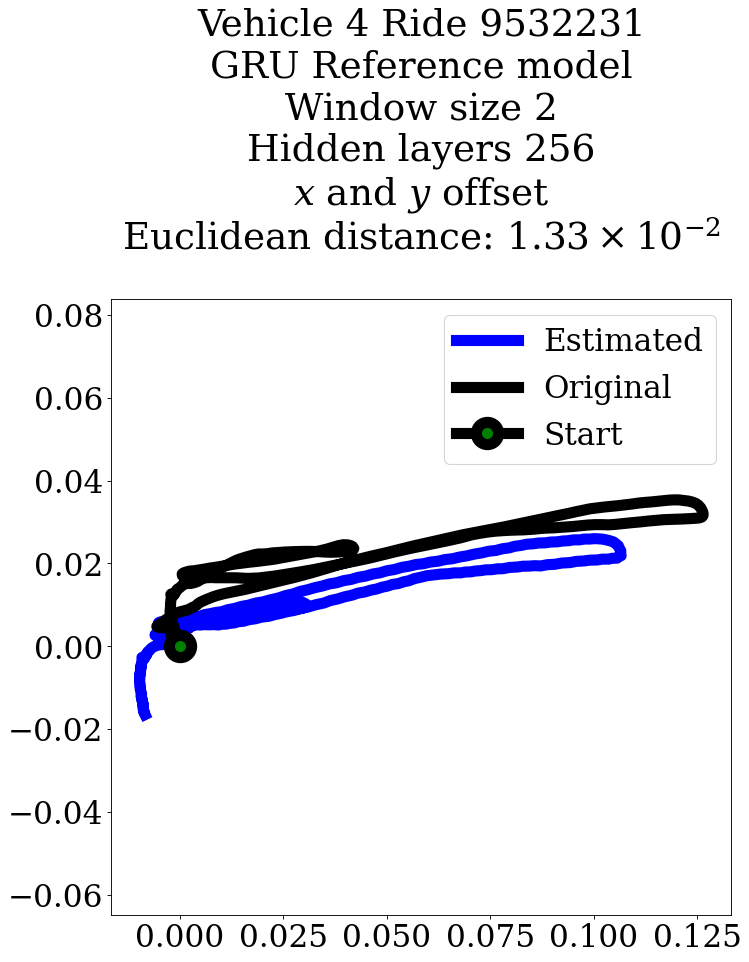 Vehicle 4 Ride 9532231
GRU Reference model
Window size 2
Hidden layers 256
x and y offset
Euclidean distance: 1.33 × 10⁻²
0.08
0.06
0.04
0.02
0.00
−0.02
−0.04
−0.06
Estimated
Original
Start
0.000 0.025 0.050 0.075 0.100 0.125